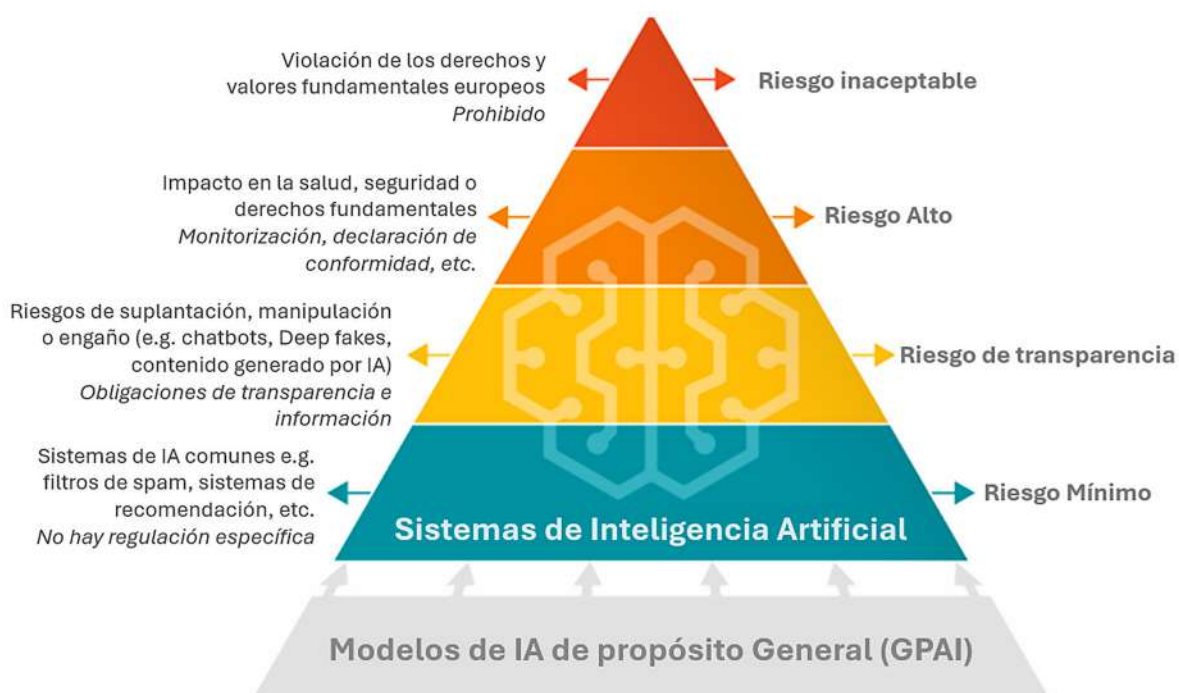 Violación de los derechos y
valores fundamentales europeos
Prohibido
Riesgo inaceptable
Impacto en la salud, seguridad o
derechos fundamentales
Monitorización, declaración de
conformidad, etc.
Riesgo Alto
Riesgos de suplantación, manipulación
o engaño (e.g. chatbots, Deep fakes,
contenido generado por IA)
Obligaciones de transparencia e
información
Riesgo de transparencia
Sistemas de IA comunes e.g.
filtros de spam, sistemas de
recomendación, etc.
No hay regulación específica
Riesgo Mínimo
Sistemas de Inteligencia Artificial
Modelos de IA de propósito General (GPAI)